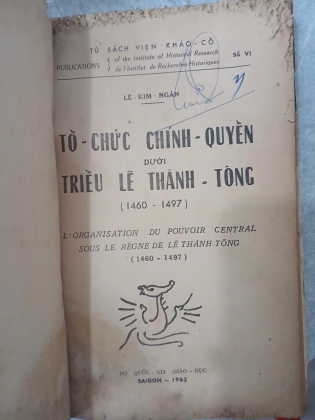 TỦ SÁCH VIỆN KHẢO-CỔ
PUBLICATIONS { of the Institute of Historical Research Số VI
de l'Institut de Recherches Historiques
LÊ-KIM-NGÂN
TỔ-CHỨC CHÍNH-QUYỀN
DƯỚI
TRIỀU LÊ THÁNH-TÔNG
(1460 - 1497)
L'ORGANISATION DU POUVOIR CENTRAL
SOUS LE RÈGNE DE LÊ THÁNH-TÔNG
(1460 - 1497)
BỘ QUỐC-GIA GIÁO-DỤC
SAIGON — 1963